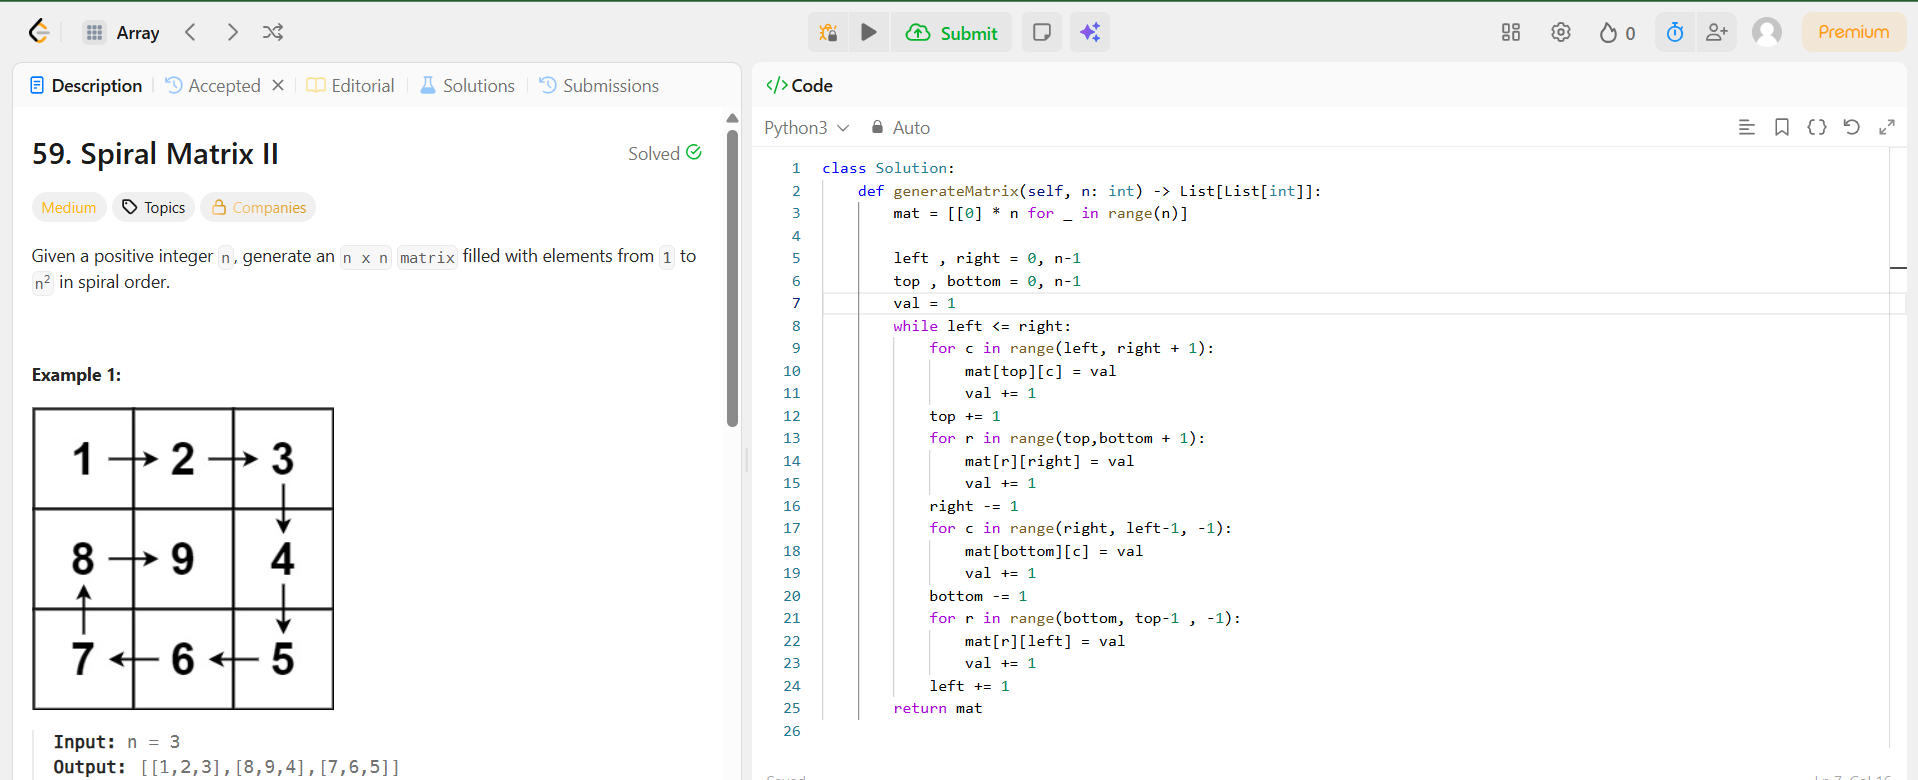 Array
Submit
0
Premium
Description
Accepted
Editorial
Solutions
Submissions
59. Spiral Matrix II
Solved
Medium
Topics
Companies
Given a positive integer n, generate an n x n matrix filled with elements from 1 to
n² in spiral order.
Example 1:
1 2 3
8 9 4
7 6 5
Input: n = 3
Output: [[1,2,3],[8,9,4],[7,6,5]]
</> Code
Python3
Auto
1 class Solution:
2     def generateMatrix(self, n: int) -> List[List[int]]:
3         mat = [[0] * n for _ in range(n)]
4
5         left , right = 0, n-1
6         top , bottom = 0, n-1
7         val = 1
8         while left <= right:
9             for c in range(left, right + 1):
10                 mat[top][c] = val
11                 val += 1
12             top += 1
13             for r in range(top,bottom + 1):
14                 mat[r][right] = val
15                 val += 1
16             right -= 1
17             for c in range(right, left-1, -1):
18                 mat[bottom][c] = val
19                 val += 1
20             bottom -= 1
21             for r in range(bottom, top-1 , -1):
22                 mat[r][left] = val
23                 val += 1
24             left += 1
25         return mat
26